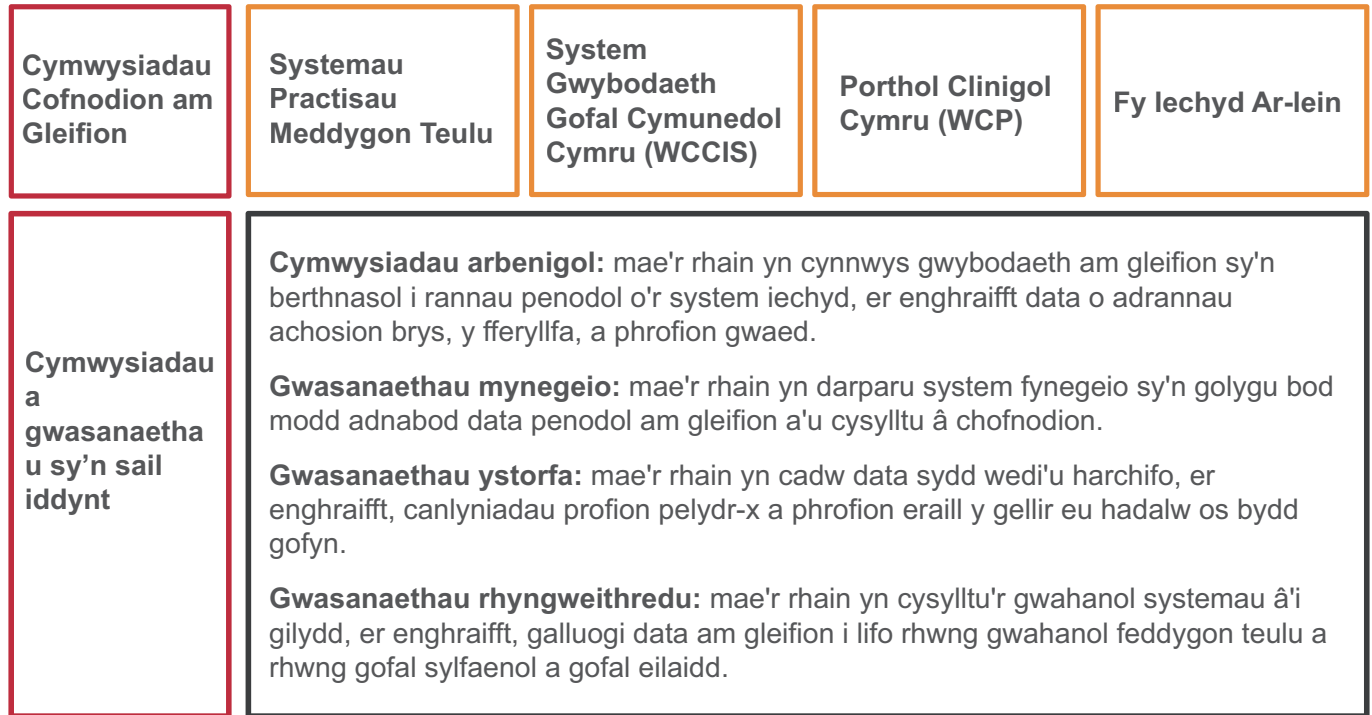 Cymwysiadau
Cofnodion am
Gleifion
Systemau
Practisau
Meddygon Teulu
System
Gwybodaeth
Gofal Cymunedol
Cymru (WCCIS)
Porthol Clinigol
Cymru (WCP)
Fy Iechyd Ar-lein
Cymwysiadau
a
gwasanaetha
u sy’n sail
iddynt
Cymwysiadau arbenigol: mae'r rhain yn cynnwys gwybodaeth am gleifion sy'n
berthnasol i rannau penodol o'r system iechyd, er enghraifft data o adrannau
achosion brys, y fferyllfa, a phrofion gwaed.
Gwasanaethau mynegeio: mae'r rhain yn darparu system fynegeio sy'n golygu bod
modd adnabod data penodol am gleifion a'u cysylltu â chofnodion.
Gwasanaethau ystorfa: mae'r rhain yn cadw data sydd wedi'u harchifo, er
enghraifft, canlyniadau profion pelydr-x a phrofion eraill y gellir eu hadalw os bydd
gofyn.
Gwasanaethau rhyngweithredu: mae'r rhain yn cysylltu'r gwahanol systemau â'i
gilydd, er enghraifft, galluogi data am gleifion i lifo rhwng gwahanol feddygon teulu a
rhwng gofal sylfaenol a gofal eilaidd.